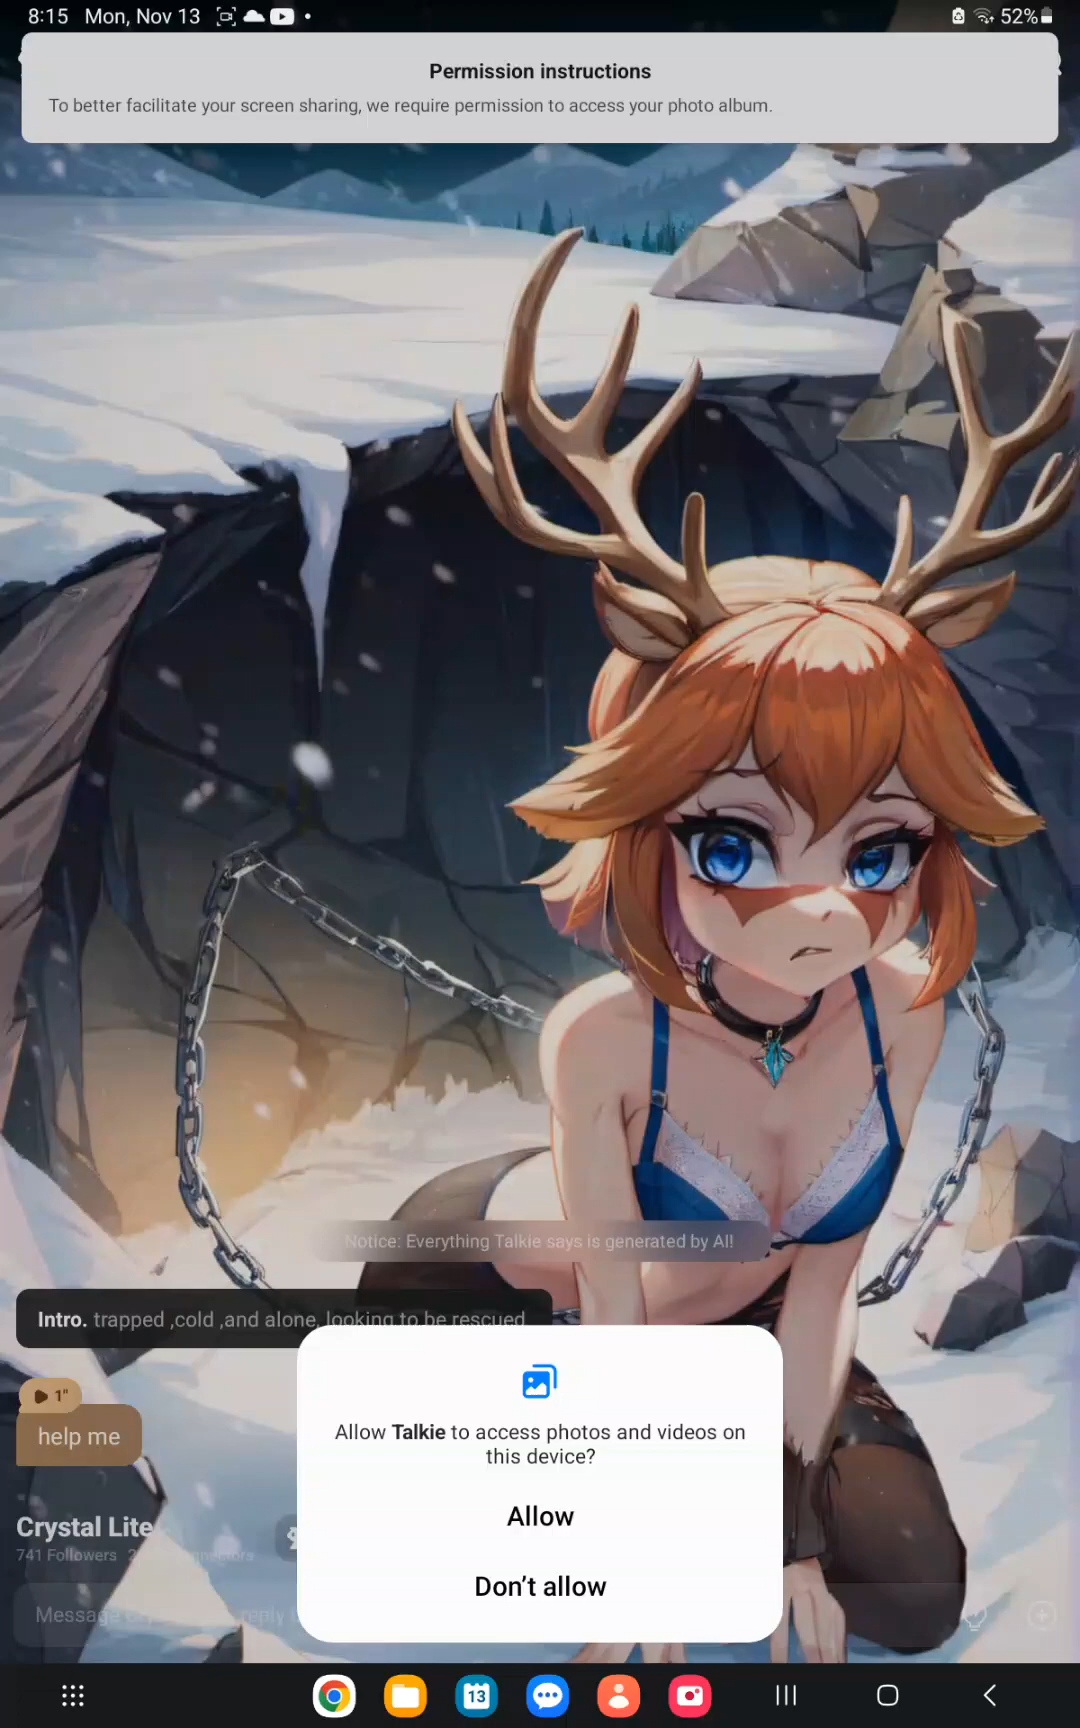 8:15 Mon, Nov 13 52%
Permission instructions
To better facilitate your screen sharing, we require permission to access your photo album.
Notice: Everything Talkie says is generated by AI!
Intro. trapped ,cold ,and alone, looking to be rescued
1"
help me
Allow Talkie to access photos and videos on
this device?
Allow
Don't allow
Crystal Lite
741 Followers
Message reply
13